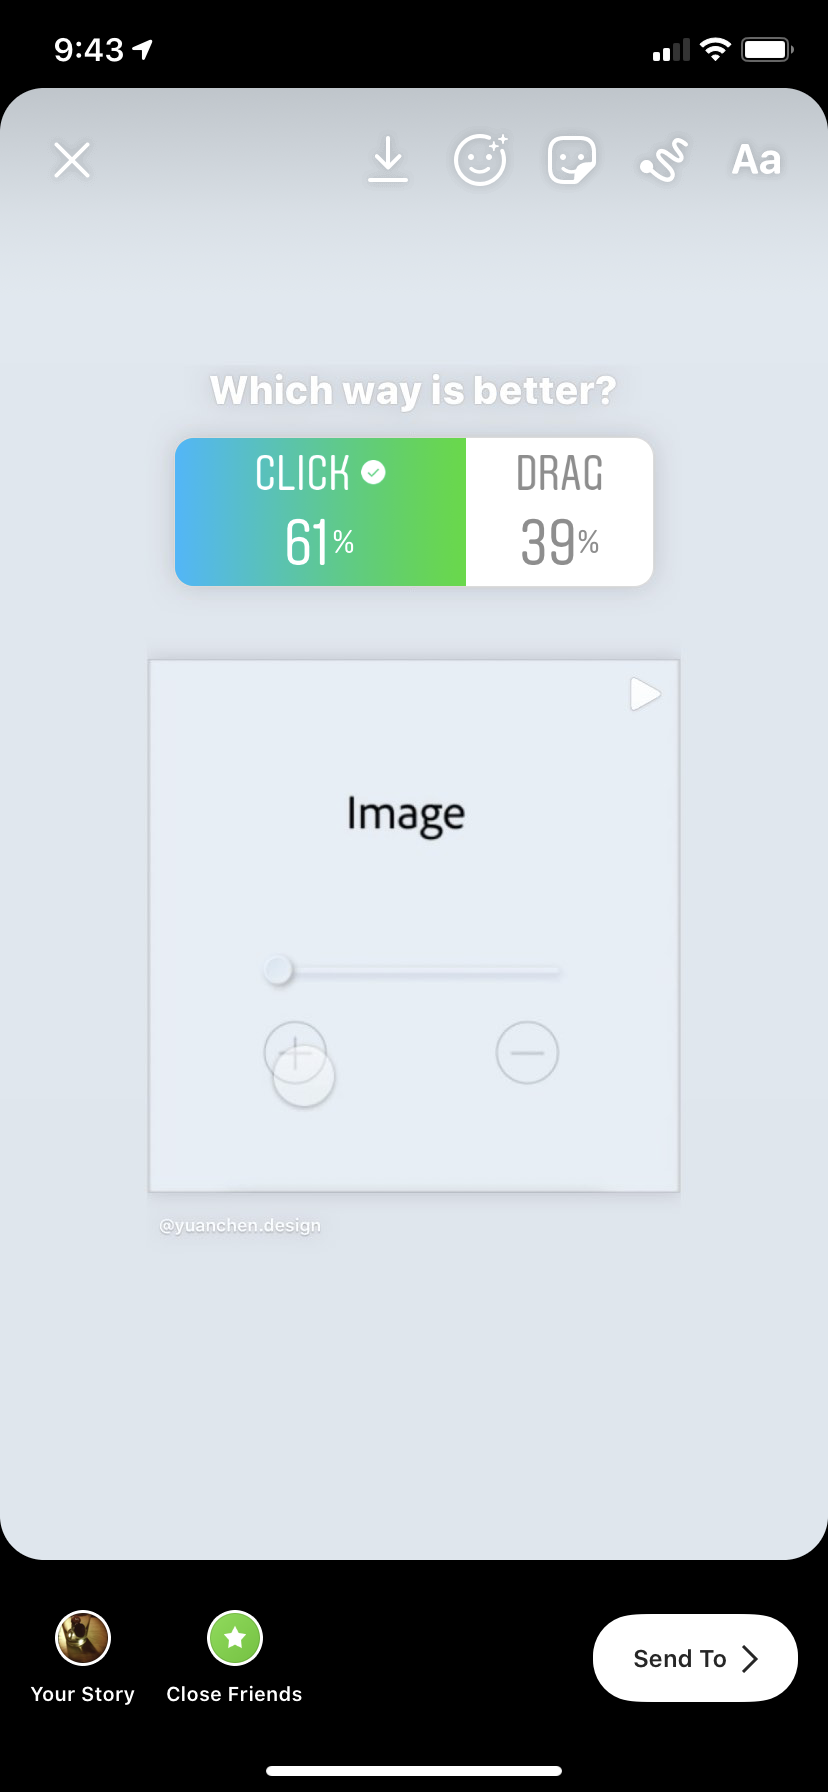 9:43
Aa
Which way is better?
CLICK DRAG
61% 39%
Image
@yuanchen.design
Your Story Close Friends Send To